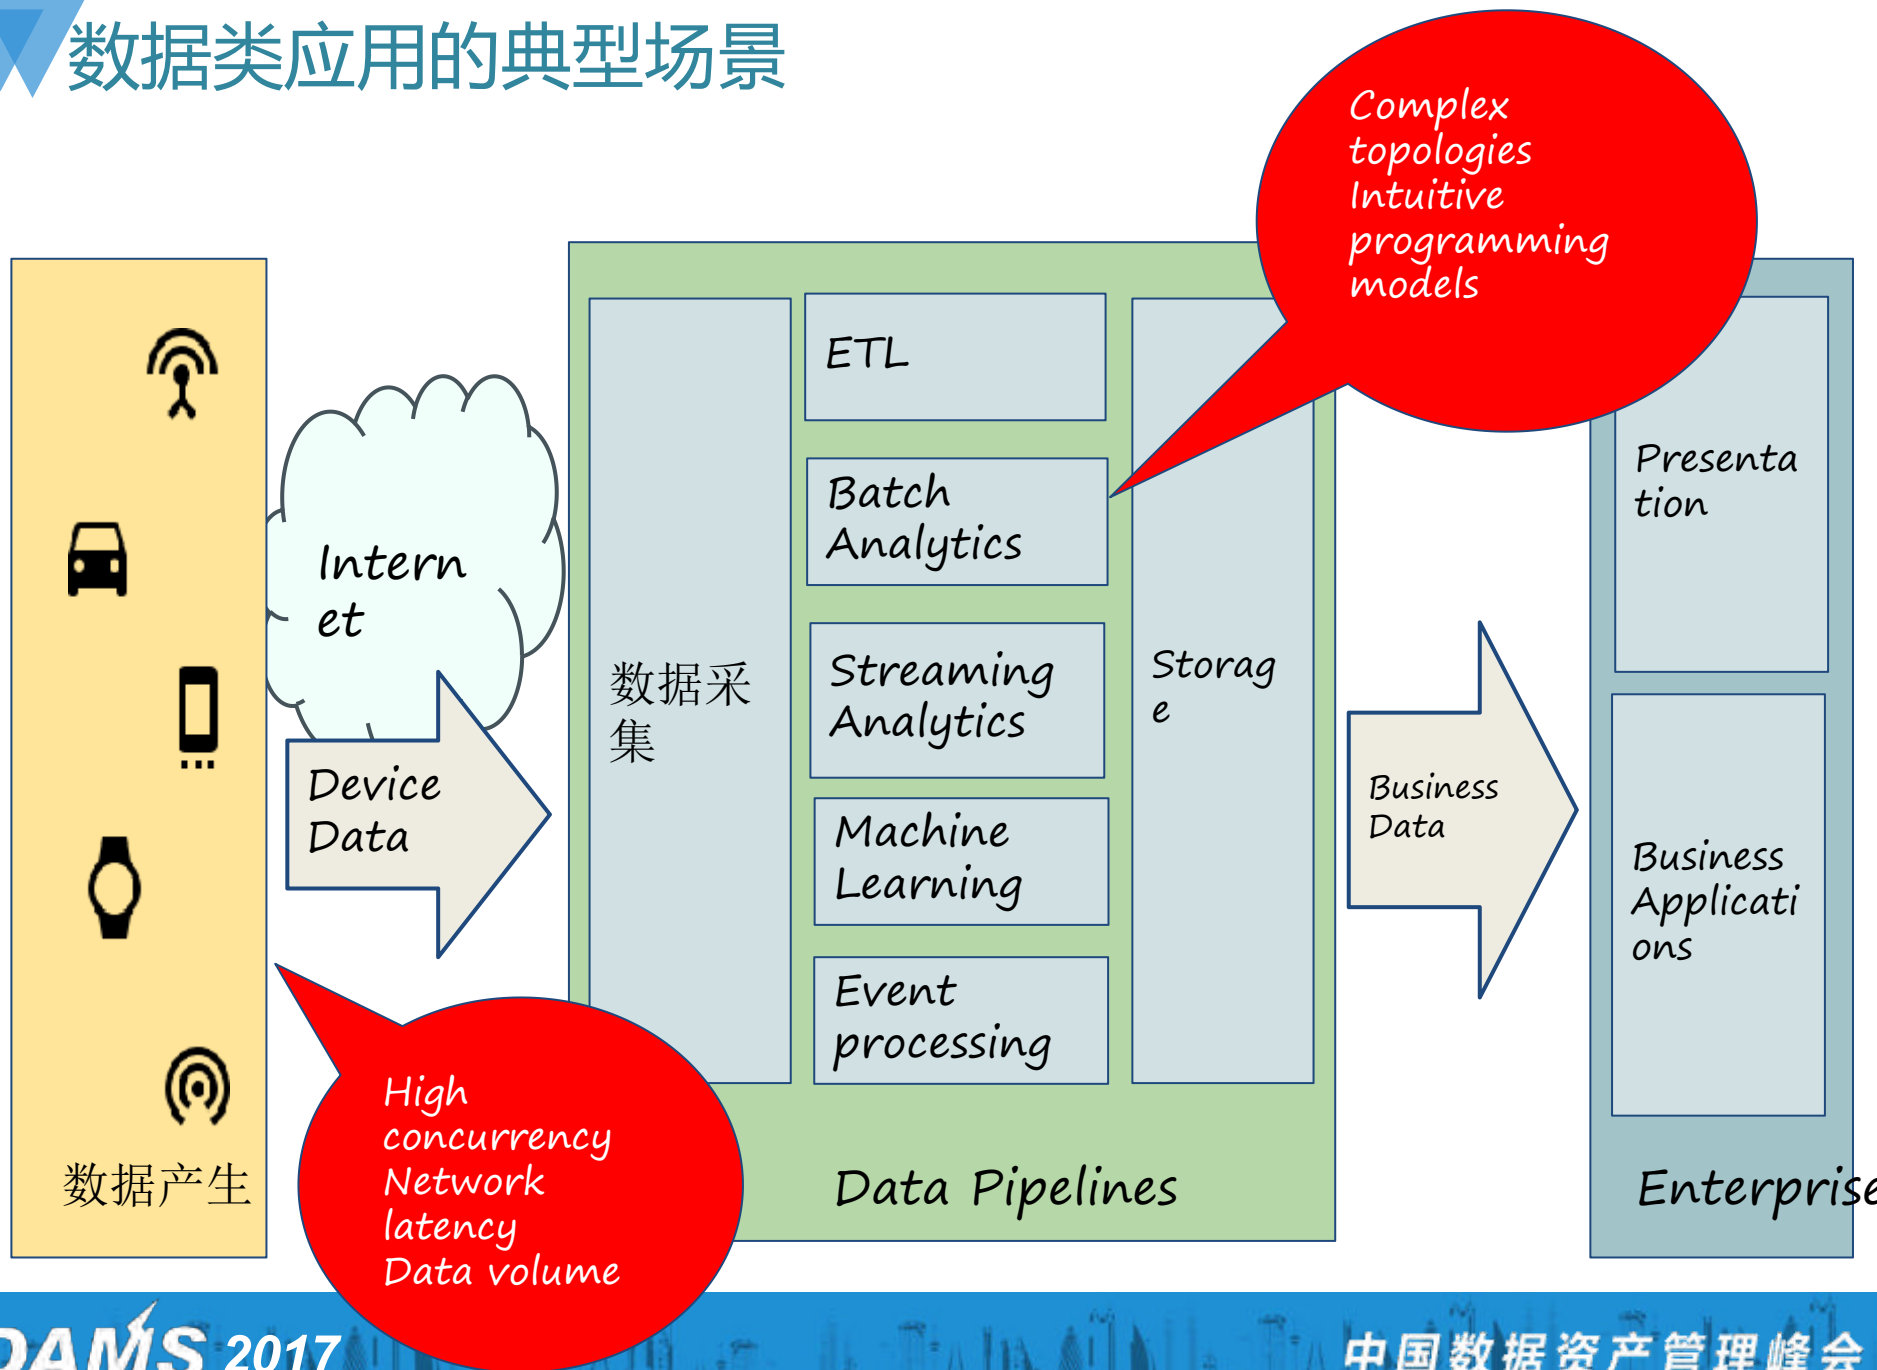 数据类应用的典型场景
Complex
topologies
Intuitive
programming
models
Intern
et
Device
Data
数据产生
High
concurrency
Network
latency
Data volume
数据采
集
ETL
Batch
Analytics
Streaming
Analytics
Machine
Learning
Event
processing
Storag
e
Data Pipelines
Business
Data
Presenta
tion
Business
Applicati
ons
Enterprise
DAMS 2017
中国数据资产管理峰会